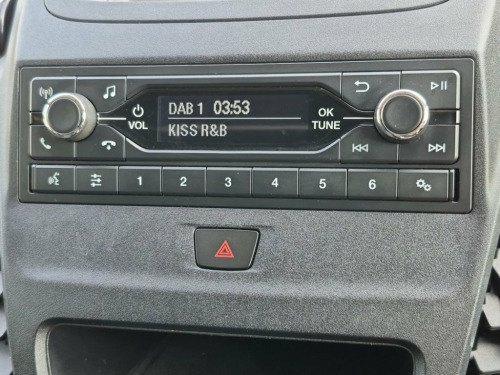 DAB 1 03:53
KISS R&B
VOL
OK
TUNE
1 2 3 4 5 6